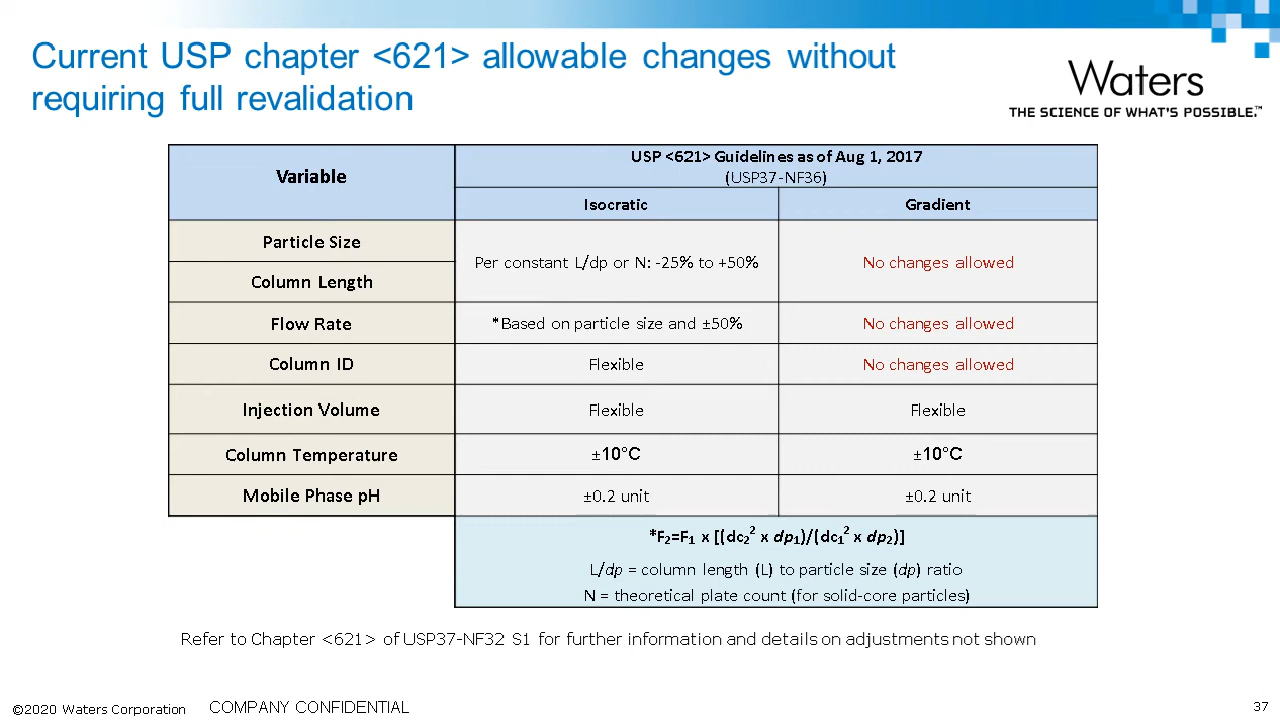 Current USP chapter <621> allowable changes without
requiring full revalidation
Waters
THE SCIENCE OF WHAT'S POSSIBLE.™
Variable
USP <621> Guidelines as of Aug 1, 2017
(USP37-NF36)
Isocratic
Gradient
Particle Size
Column Length
Per constant L/dp or N: -25% to +50%
No changes allowed
Flow Rate
*Based on particle size and ±50%
No changes allowed
Column ID
Flexible
No changes allowed
Injection Volume
Flexible
Flexible
Column Temperature
±10°C
±10°C
Mobile Phase pH
±0.2 unit
±0.2 unit
*F₂=F₁ x [(dc₂² x dp₁)/(dc₁² x dp₂)]
L/dp = column length (L) to particle size (dp) ratio
N = theoretical plate count (for solid-core particles)
Refer to Chapter <621> of USP37-NF32 S1 for further information and details on adjustments not shown
©2020 Waters Corporation
COMPANY CONFIDENTIAL
37